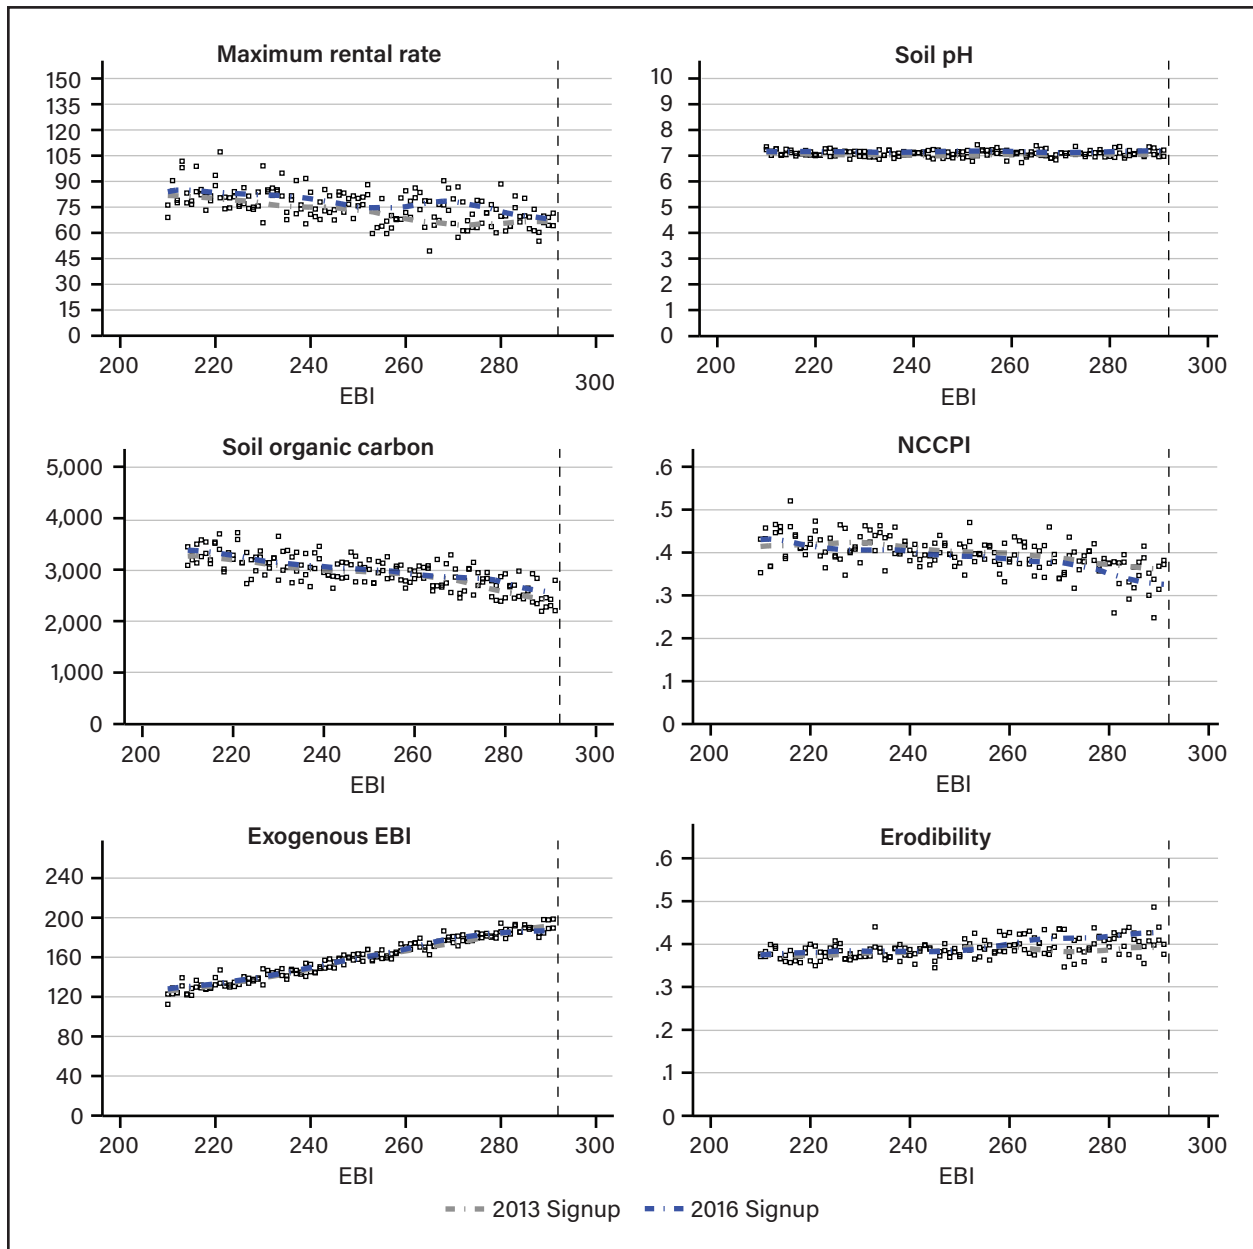 Maximum rental rate
150
135
120
105
90
75
60
45
30
15
0
200 220 240 260 280 300
EBI
Soil pH
10
9
8
7
6
5
4
3
2
1
0
200 220 240 260 280 300
EBI
Soil organic carbon
5,000
4,000
3,000
2,000
1,000
0
200 220 240 260 280 300
EBI
NCCPI
.6
.5
.4
.3
.2
.1
0
200 220 240 260 280 300
EBI
Exogenous EBI
240
200
160
120
80
40
0
200 220 240 260 280 300
EBI
Erodibility
.6
.5
.4
.3
.2
.1
0
200 220 240 260 280 300
EBI
2013 Signup 2016 Signup